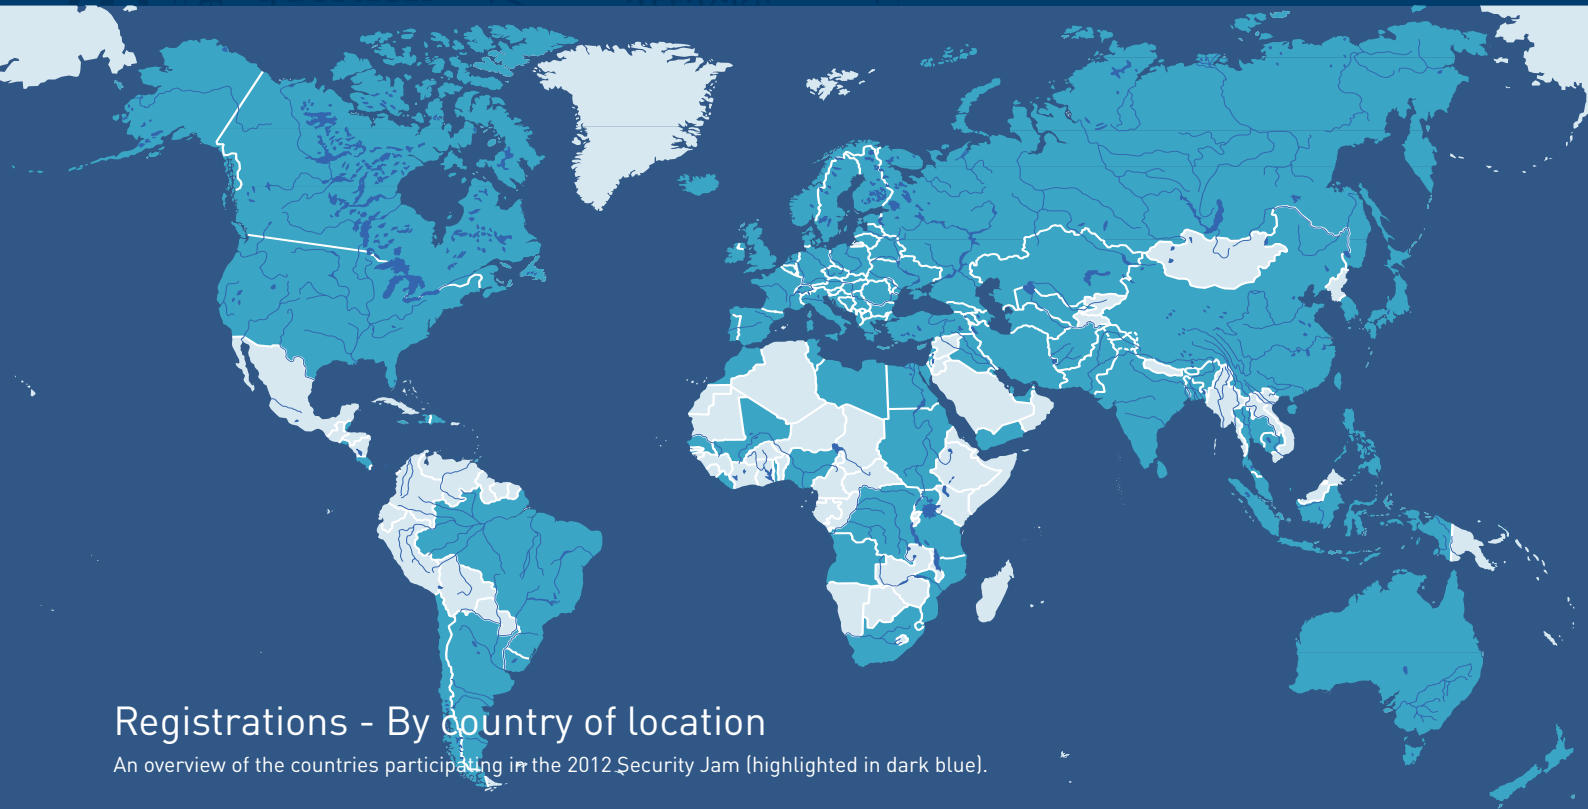 Registrations - By country of location
An overview of the countries participating in the 2012 Security Jam (highlighted in dark blue).